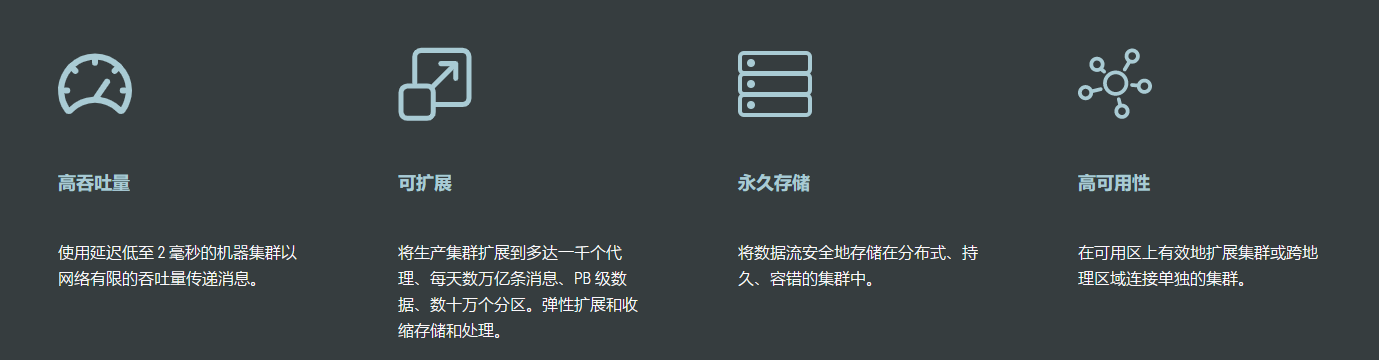 高吞吐量
使用延迟低至 2 毫秒的机器集群以
网络有限的吞吐量传递消息。
可扩展
将生产集群扩展到多达一千个代
理、每天数万亿条消息、PB 级数
据、数十万个分区。弹性扩展和收
缩存储和处理。
永久存储
将数据流安全地存储在分布式、持
久、容错的集群中。
高可用性
在可用区上有效地扩展集群或跨地
理区域连接单独的集群。